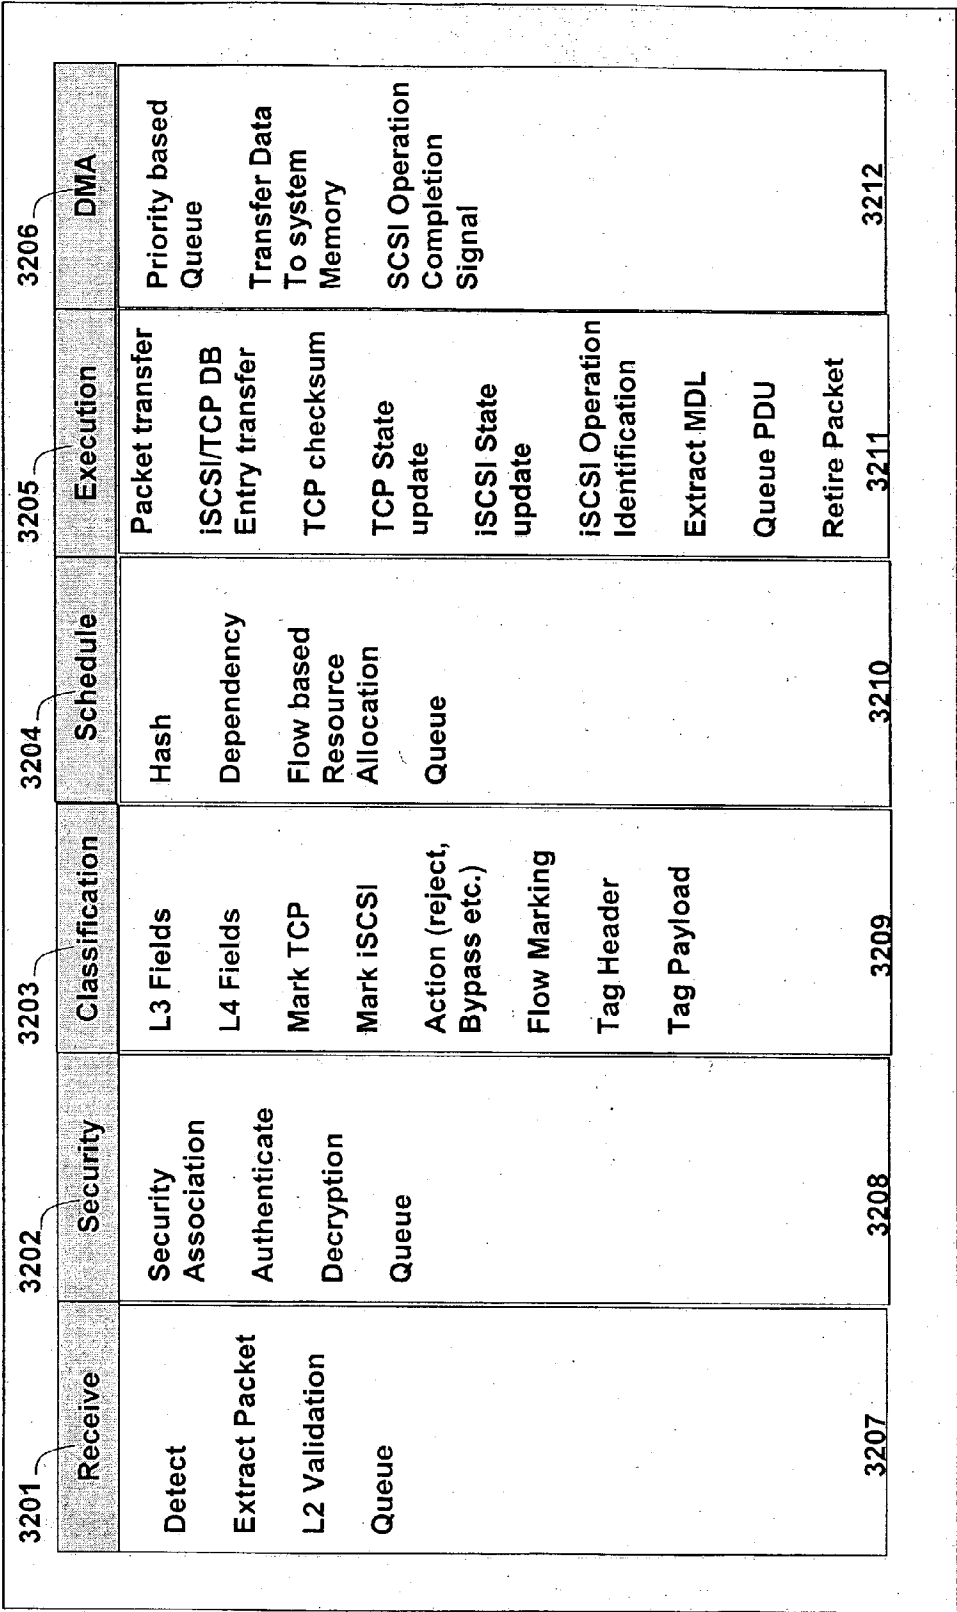 3201
Receive
Detect
Extract Packet
L2 Validation
Queue
3207
3202
Security
Security
Association
Authenticate
Decryption
Queue
3208
3203
Classification
L3 Fields
L4 Fields
Mark TCP
Mark iSCSI
Action (reject,
Bypass etc.)
Flow Marking
Tag Header
Tag Payload
3209
3204
Schedule
Hash
Dependency
Flow based
Resource
Allocation
Queue
3210
3205
Execution
Packet transfer
iSCSI/TCP DB
Entry transfer
TCP checksum
TCP State
update
iSCSI State
update
iSCSI Operation
Identification
Extract MDL
Queue PDU
Retire Packet
3211
3206
DMA
Priority based
Queue
Transfer Data
To system
Memory
SCSI Operation
Completion
Signal
3212